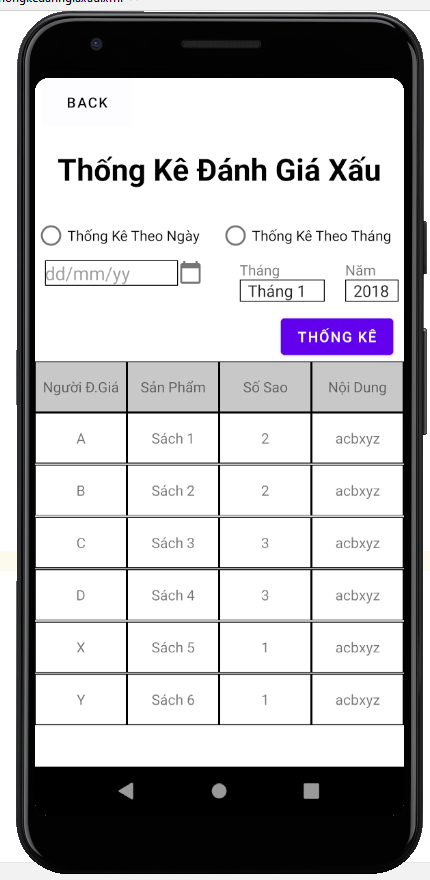 BACK
Thống Kê Đánh Giá Xấu
Thống Kê Theo Ngày Thống Kê Theo Tháng
dd/mm/yy
Tháng Năm
Tháng 1 2018
THỐNG KÊ
Người Đ.Giá Sản Phẩm Số Sao Nội Dung
A Sách 1 2 acbxyz
B Sách 2 2 acbxyz
C Sách 3 3 acbxyz
D Sách 4 3 acbxyz
X Sách 5 1 acbxyz
Y Sách 6 1 acbxyz